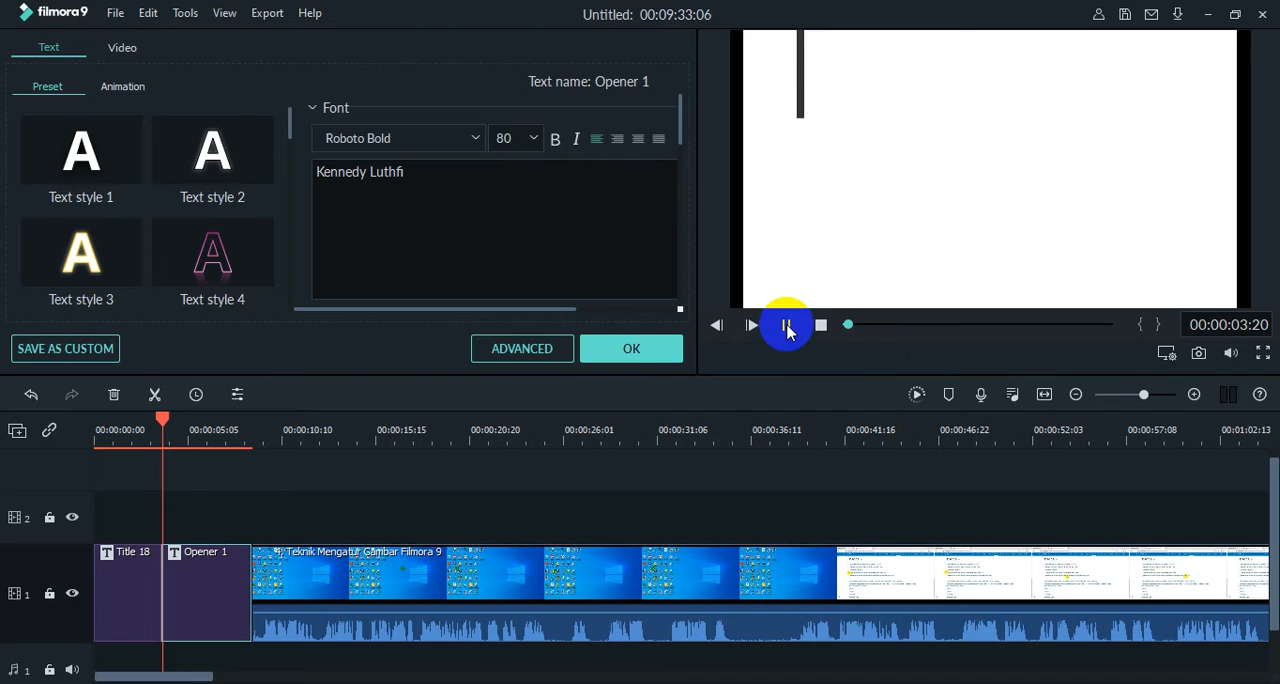 filmora9 File Edit Tools View Export Help Untitled: 00:09:33:06
Text Video
Text name: Opener 1
Preset Animation
Font
Roboto Bold 80 B I
Kennedy Luthfi
A A
Text style 1 Text style 2
A A
Text style 3 Text style 4
{ } 00:00:03:20
SAVE AS CUSTOM ADVANCED OK
00:00:00:00 00:00:05:05 00:00:10:10 00:00:15:15 00:00:20:20 00:00:26:01 00:00:31:06 00:00:36:11 00:00:41:16 00:00:46:22 00:00:52:03 00:00:57:08 00:01:02:13
2
T Title 18 T Opener 1 Teknik Mengatur Gambar Filmora 9
1
1